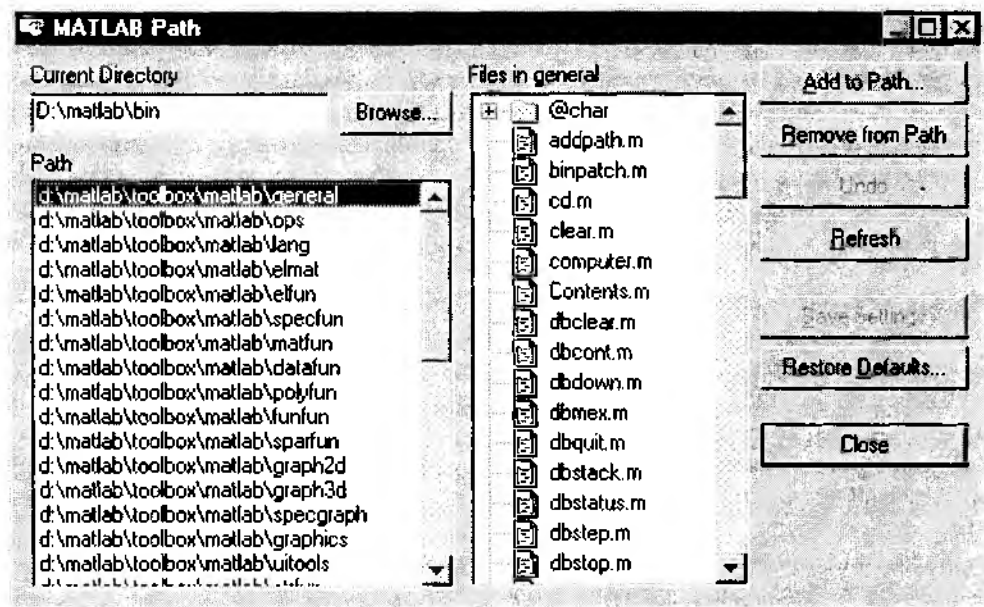 MATLAB Path
Current Directory
D:\matlab\bin
Browse...
Path
d:\matlab\toolbox\matlab\general
d:\matlab\toolbox\matlab\ops
d:\matlab\toolbox\matlab\lang
d:\matlab\toolbox\matlab\elmat
d:\matlab\toolbox\matlab\elfun
d:\matlab\toolbox\matlab\specfun
d:\matlab\toolbox\matlab\matfun
d:\matlab\toolbox\matlab\datafun
d:\matlab\toolbox\matlab\polyfun
d:\matlab\toolbox\matlab\funfun
d:\matlab\toolbox\matlab\sparfun
d:\matlab\toolbox\matlab\graph2d
d:\matlab\toolbox\matlab\graph3d
d:\matlab\toolbox\matlab\specgraph
d:\matlab\toolbox\matlab\graphics
d:\matlab\toolbox\matlab\uitools
Files in general
@char
addpath.m
binpatch.m
cd.m
clear.m
computer.m
Contents.m
dbclear.m
dbcont.m
dbdown.m
dbmex.m
dbquit.m
dbstack.m
dbstatus.m
dbstep.m
dbstop.m
Add to Path...
Remove from Path
Undo
Refresh
Save Settings
Restore Defaults...
Close